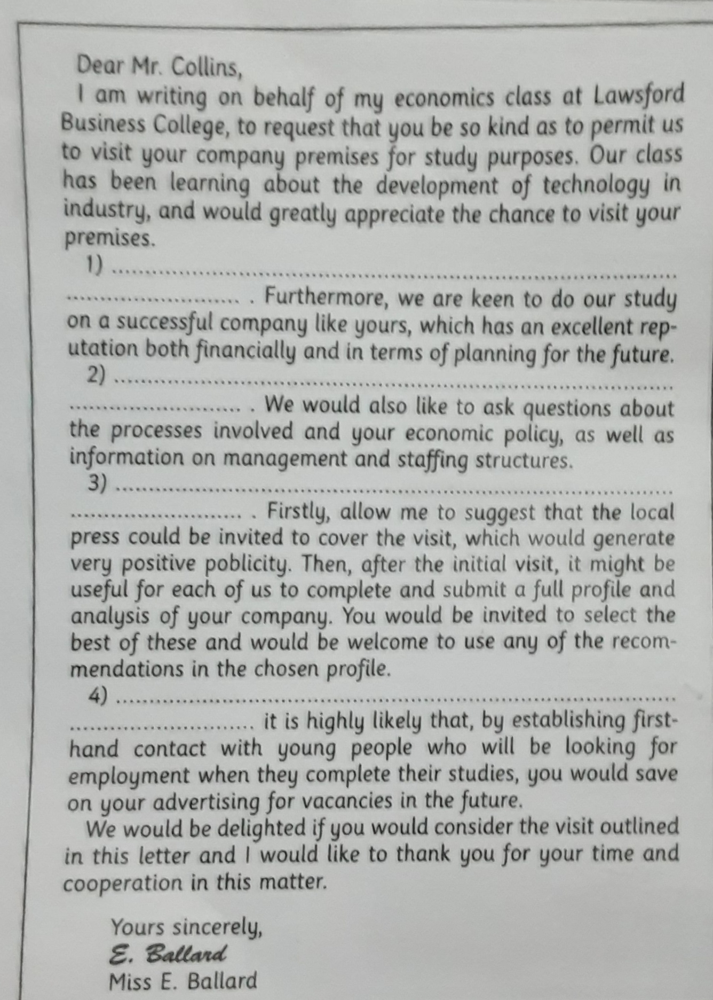 Dear Mr. Collins,
I am writing on behalf of my economics class at Lawsford
Business College, to request that you be so kind as to permit us
to visit your company premises for study purposes. Our class
has been learning about the development of technology in
industry, and would greatly appreciate the chance to visit your
premises.
1) ..............................................................................
.......................... . Furthermore, we are keen to do our study
on a successful company like yours, which has an excellent rep-
utation both financially and in terms of planning for the future.
2) ..............................................................................
.......................... . We would also like to ask questions about
the processes involved and your economic policy, as well as
information on management and staffing structures.
3) ..............................................................................
.......................... . Firstly, allow me to suggest that the local
press could be invited to cover the visit, which would generate
very positive poblicity. Then, after the initial visit, it might be
useful for each of us to complete and submit a full profile and
analysis of your company. You would be invited to select the
best of these and would be welcome to use any of the recom-
mendations in the chosen profile.
4) ..............................................................................
............................ it is highly likely that, by establishing first-
hand contact with young people who will be looking for
employment when they complete their studies, you would save
on your advertising for vacancies in the future.
We would be delighted if you would consider the visit outlined
in this letter and I would like to thank you for your time and
cooperation in this matter.
Yours sincerely,
E. Ballard
Miss E. Ballard